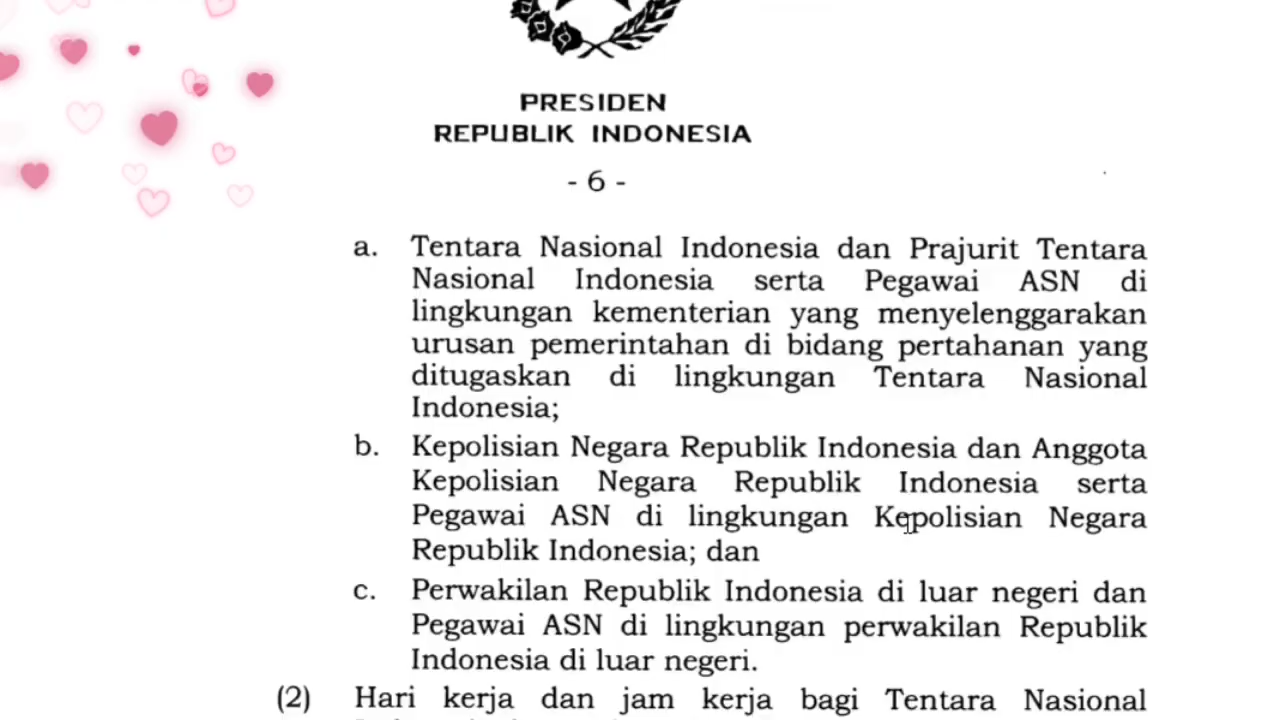 PRESIDEN
REPUBLIK INDONESIA
- 6 -
a. Tentara Nasional Indonesia dan Prajurit Tentara
Nasional Indonesia serta Pegawai ASN di
lingkungan kementerian yang menyelenggarakan
urusan pemerintahan di bidang pertahanan yang
ditugaskan di lingkungan Tentara Nasional
Indonesia;
b. Kepolisian Negara Republik Indonesia dan Anggota
Kepolisian Negara Republik Indonesia serta
Pegawai ASN di lingkungan Kepolisian Negara
Republik Indonesia; dan
c. Perwakilan Republik Indonesia di luar negeri dan
Pegawai ASN di lingkungan perwakilan Republik
Indonesia di luar negeri.
(2) Hari kerja dan jam kerja bagi Tentara Nasional